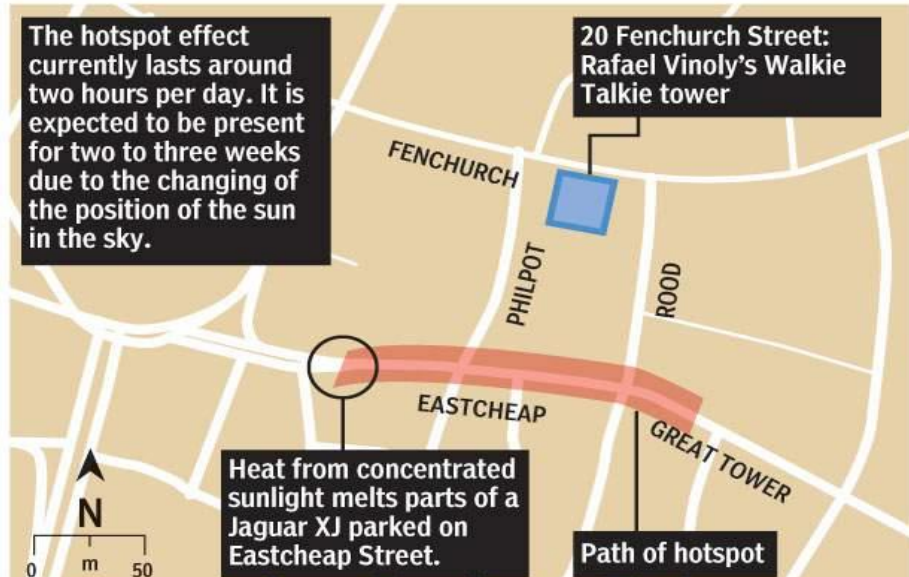 The hotspot effect
currently lasts around
two hours per day. It is
expected to be present
for two to three weeks
due to the changing of
the position of the sun
in the sky.
20 Fenchurch Street:
Rafael Vinoly's Walkie
Talkie tower
FENCHURCH
PHILPOT
ROOD
EASTCHEAP
GREAT TOWER
Heat from concentrated
sunlight melts parts of a
Jaguar XJ parked on
Eastcheap Street.
Path of hotspot
N
0 m 50